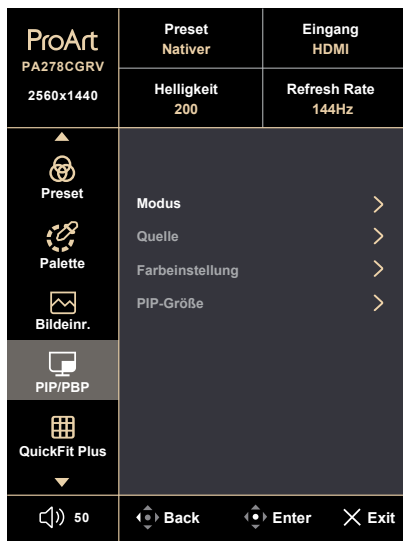 ProArt
PA278CGRV
2560x1440
Preset
Nativer
Eingang
HDMI
Helligkeit
200
Refresh Rate
144Hz
Preset
Palette
Bildeinr.
PIP/PBP
QuickFit Plus
Modus
Quelle
Farbeinstellung
PIP-Größe
50
Back
Enter
Exit